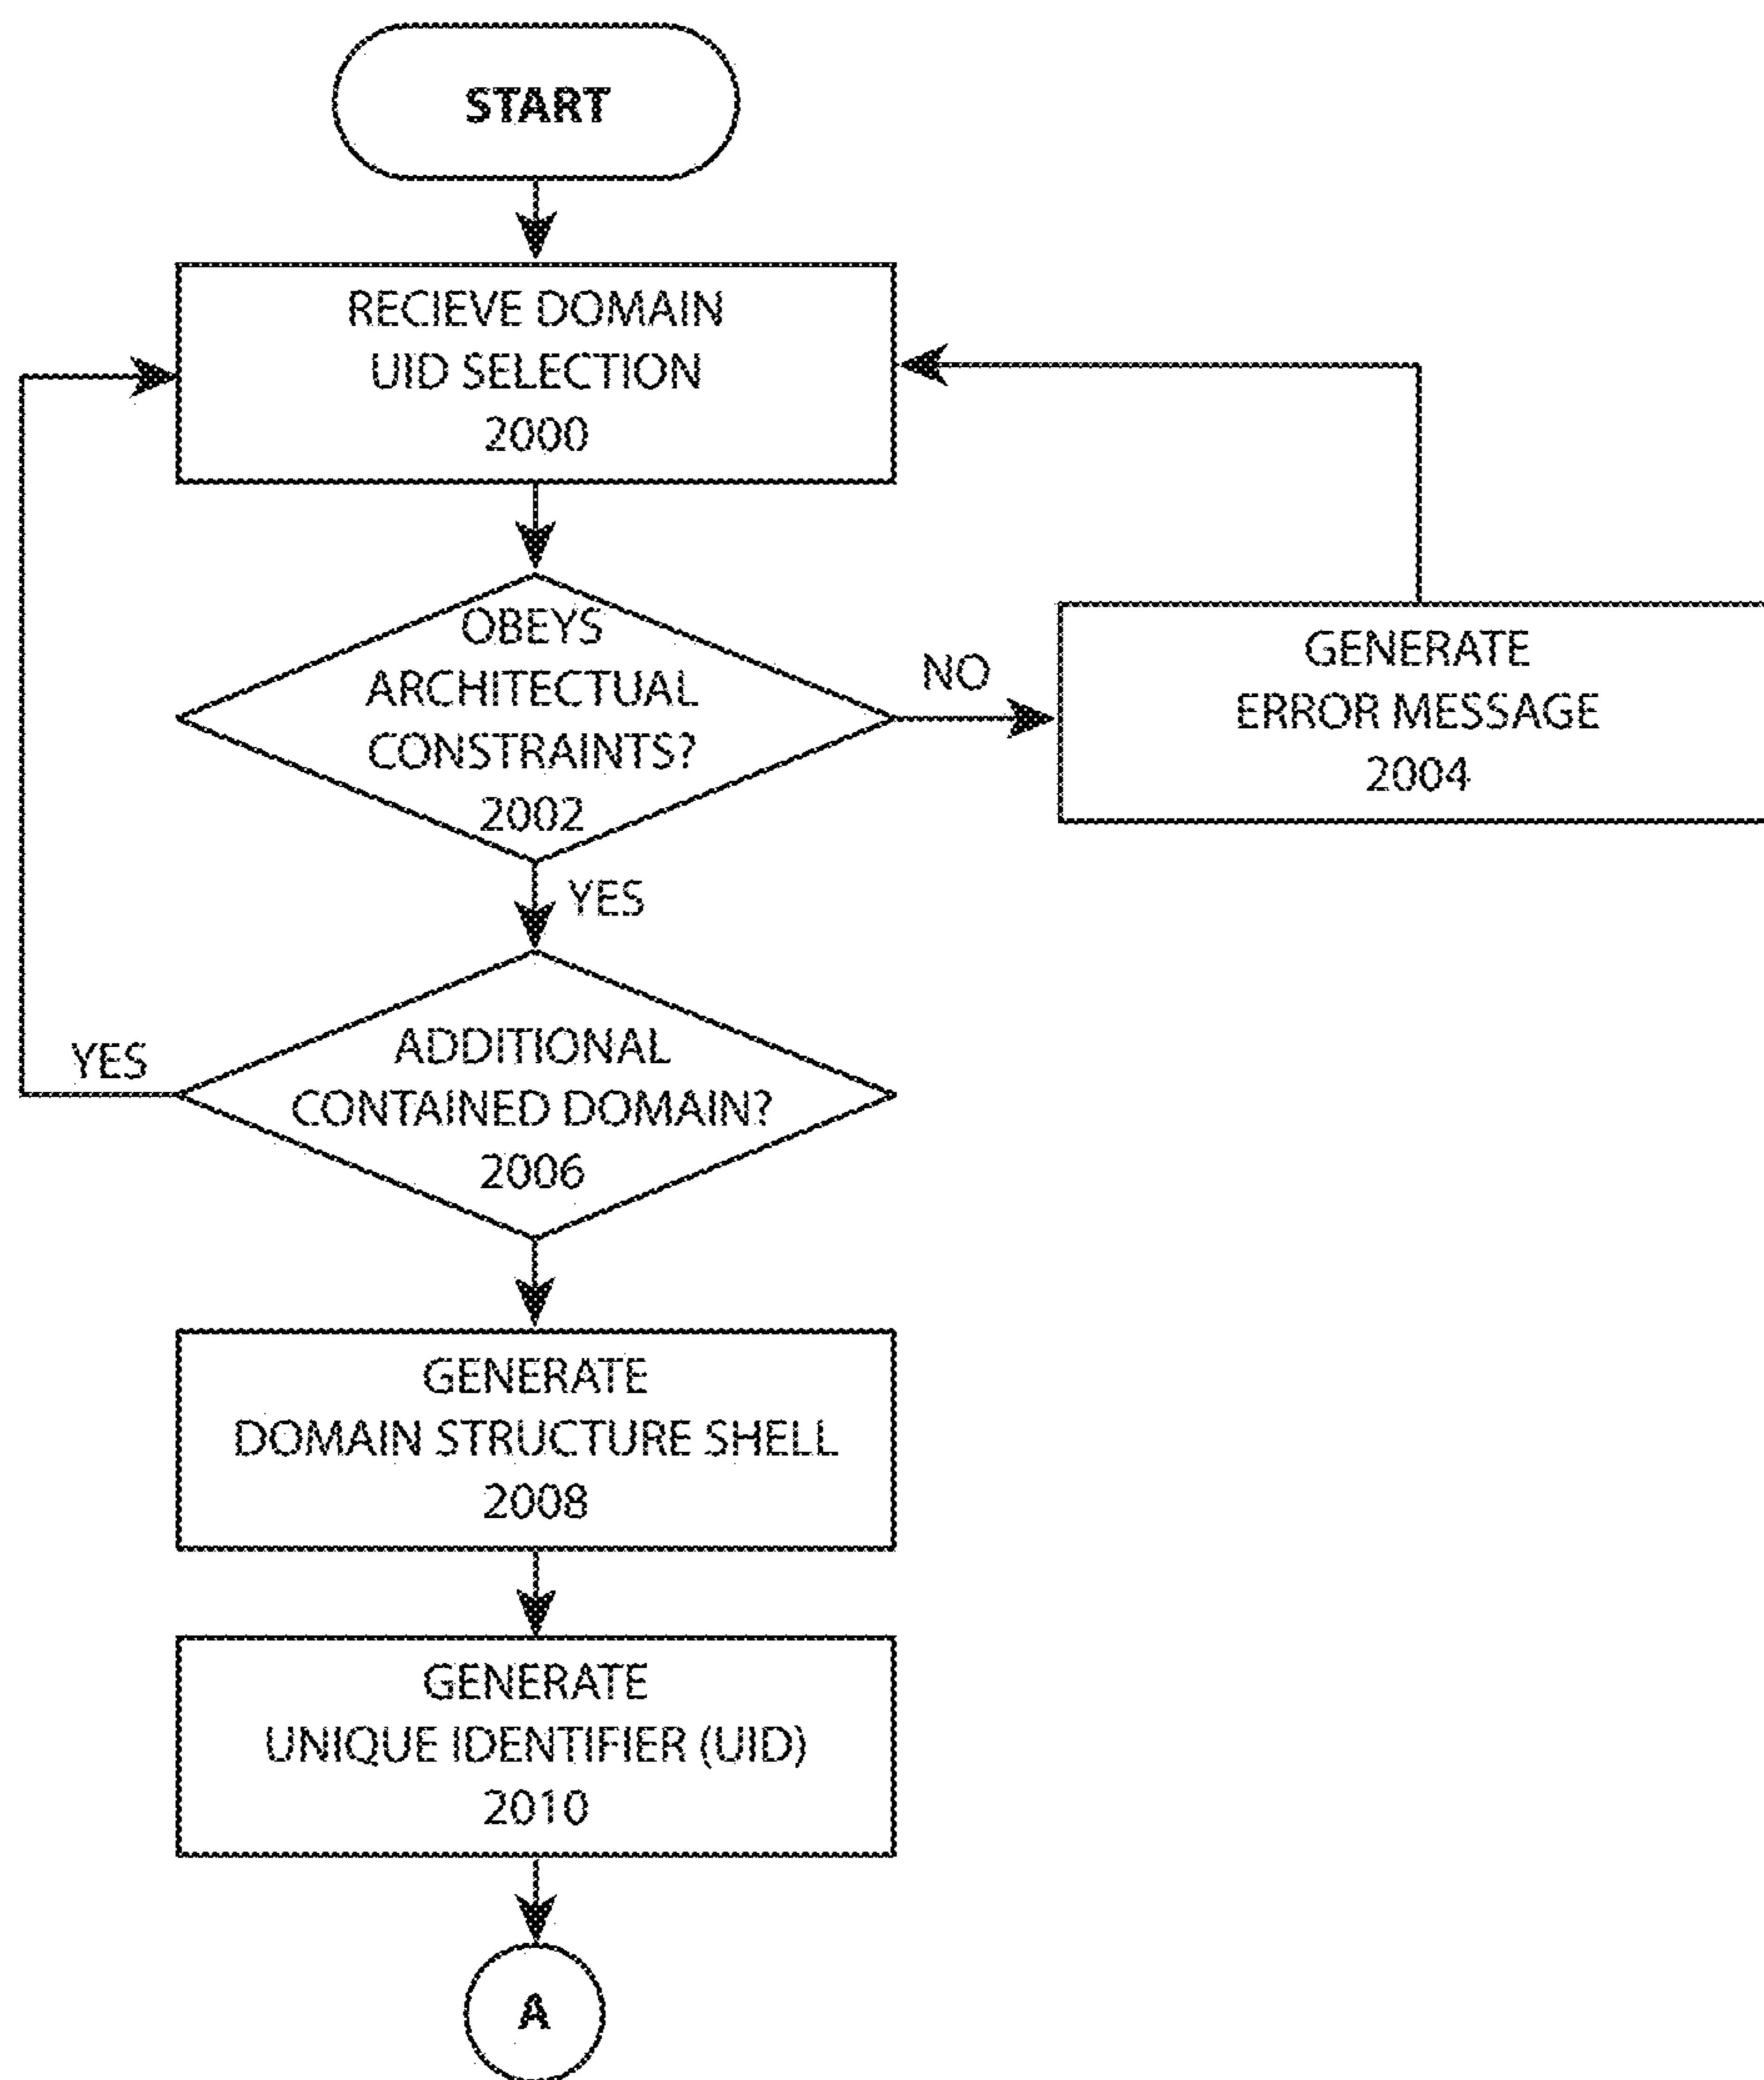 START
RECIEVE DOMAIN
UID SELECTION
2000
OBEYS
ARCHITECTUAL
CONSTRAINTS?
2002
NO
GENERATE
ERROR MESSAGE
2004
YES
ADDITIONAL
CONTAINED DOMAIN?
2006
YES
GENERATE
DOMAIN STRUCTURE SHELL
2008
GENERATE
UNIQUE IDENTIFIER (UID)
2010
A